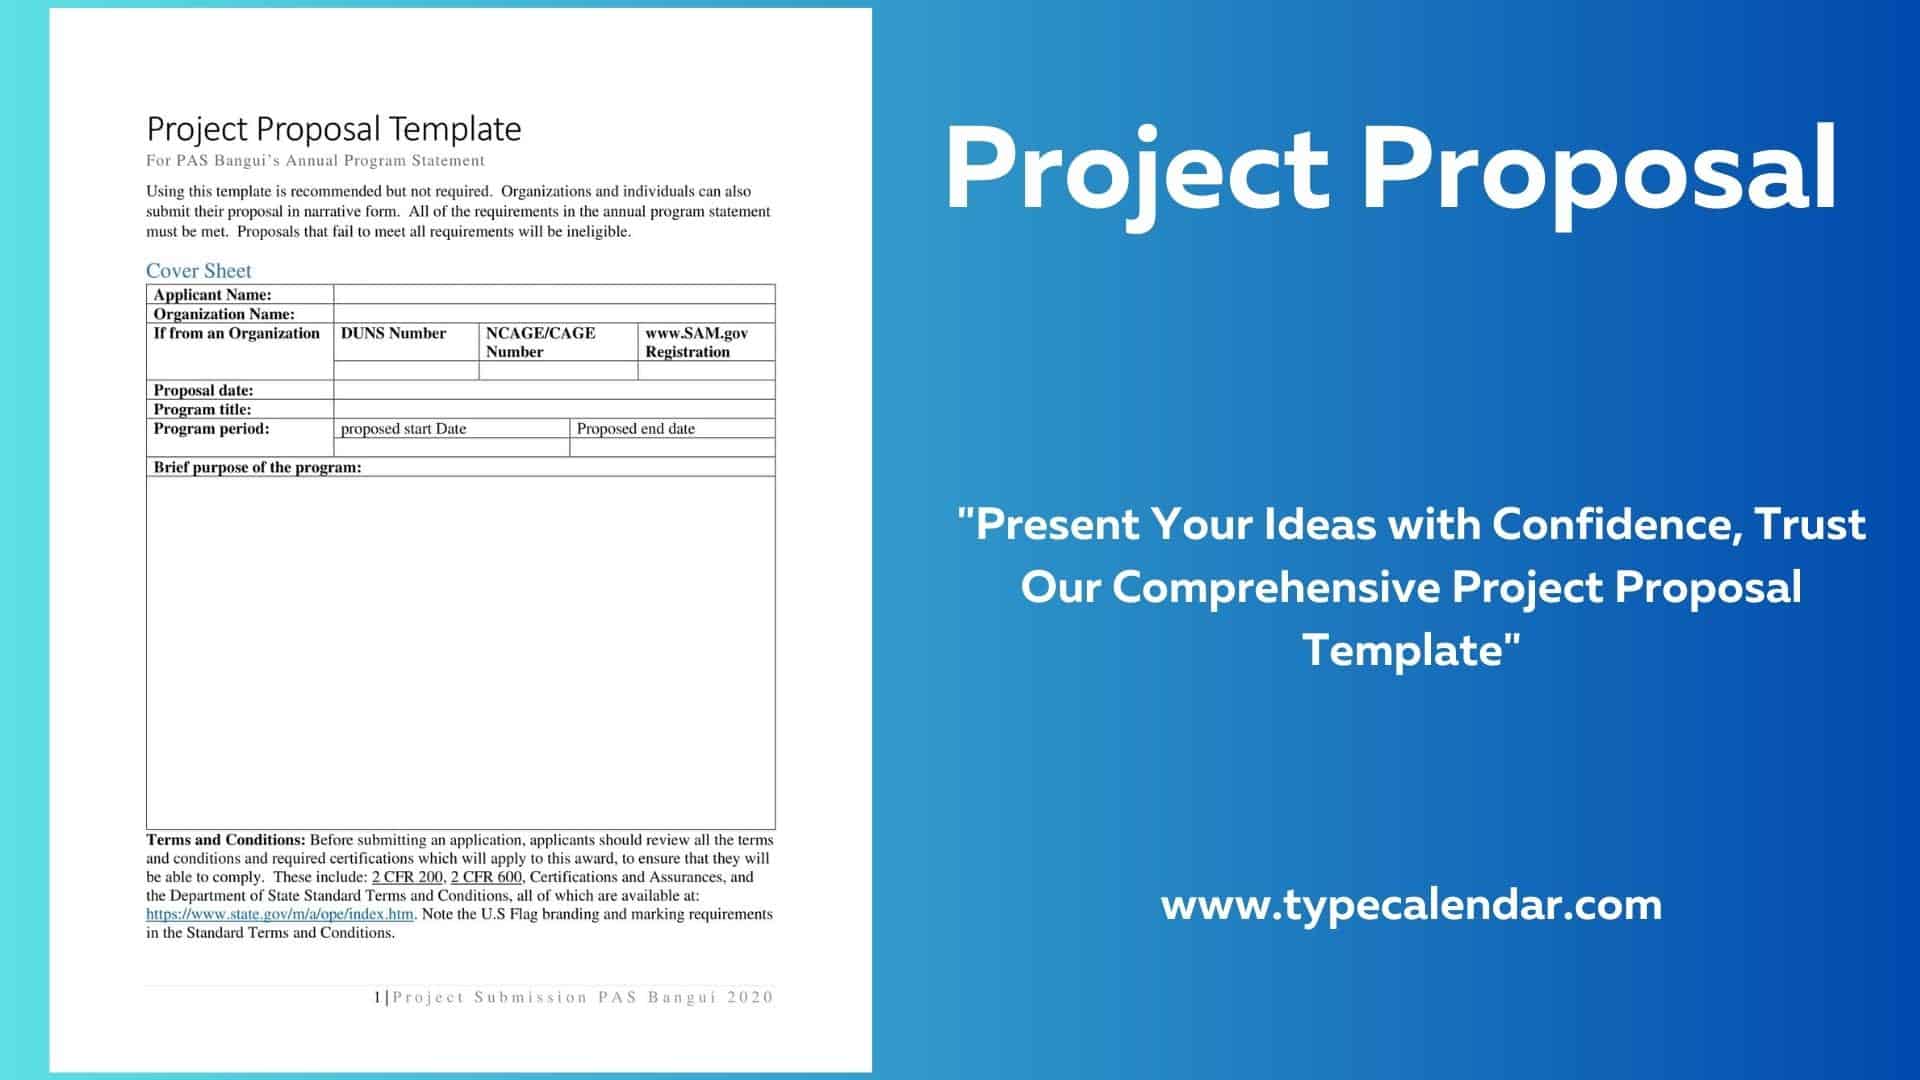 Project Proposal Template
For PAS Bangui's Annual Program Statement
Using this template is recommended but not required.  Organizations and individuals can also
submit their proposal in narrative form.  All of the requirements in the annual program statement
must be met.  Proposals that fail to meet all requirements will be ineligible.
Cover Sheet
Applicant Name:
Organization Name:
If from an Organization DUNS Number NCAGE/CAGE www.SAM.gov
Number Registration
Proposal date:
Program title:
Program period: proposed start Date Proposed end date
Brief purpose of the program:
Terms and Conditions: Before submitting an application, applicants should review all the terms
and conditions and required certifications which will apply to this award, to ensure that they will
be able to comply.  These include: 2 CFR 200, 2 CFR 600, Certifications and Assurances, and
the Department of State Standard Terms and Conditions, all of which are available at:
https://www.state.gov/m/a/ope/index.htm. Note the U.S Flag branding and marking requirements
in the Standard Terms and Conditions.
1|Project Submission PAS Bangui 2020
Project Proposal
"Present Your Ideas with Confidence, Trust
Our Comprehensive Project Proposal
Template"
www.typecalendar.com